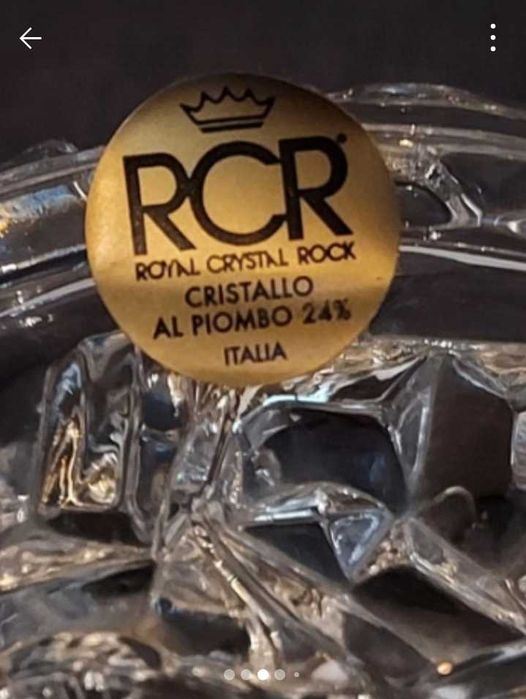 RCR
ROYAL CRYSTAL ROCK
CRISTALLO
AL PIOMBO 24%
ITALIA